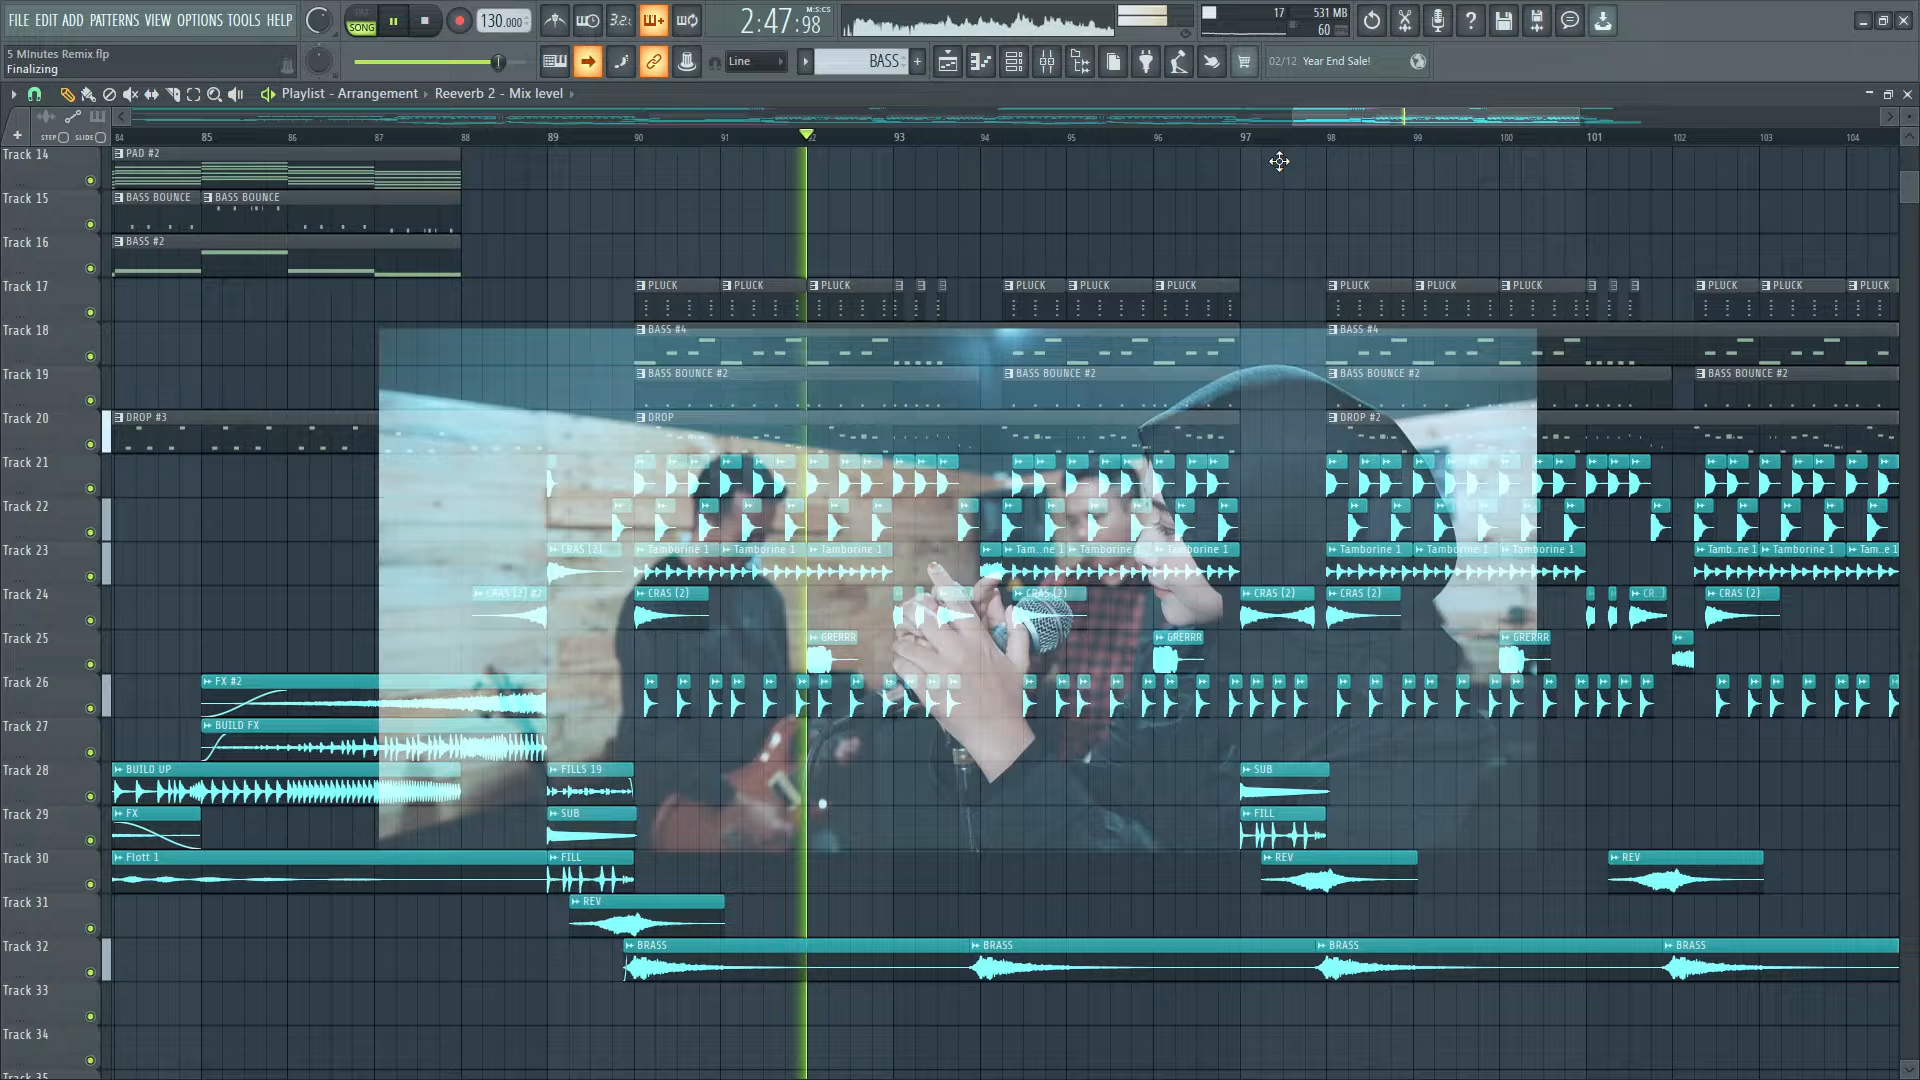 FILE EDIT ADD PATTERNS VIEW OPTIONS TOOLS HELP
PAT
SONG
130.000
3.2.
2:47:98
M:S:CS
17
531 MB
60
5 MInutes Remix.flp
Finalizing
Line
BASS
02/12 Year End Sale!
Playlist - Arrangement
Reeverb 2 - Mix level
STEP SLIDE
84 85 86 87 88 89 90 91 92 93 94 95 96 97 98 99 100 101 102 103 104
Track 14 PAD #2
Track 15 BASS BOUNCE BASS BOUNCE
Track 16 BASS #2
Track 17 PLUCK PLUCK PLUCK PLUCK PLUCK PLUCK PLUCK PLUCK PLUCK PLUCK PLUCK PLUCK
Track 18 BASS #4 BASS #4
Track 19 BASS BOUNCE #2 BASS BOUNCE #2 BASS BOUNCE #2 BASS BOUNCE #2
Track 20 DROP #3 DROP DROP #2
Track 21
Track 22
Track 23 CRAS (2) Tamborine 1 Tamborine 1 Tamborine 1 Tam..ne 1 Tamborine 1 Tamborine 1 Tamborine 1 Tamborine 1 Tamborine 1 Tamb..ne 1 Tamborine 1 Tam..e 1
Track 24 CRAS (2) #2 CRAS (2) CRAS (2) CRAS (2) CRAS (2) CR..) CRAS (2)
Track 25 GRERRR GRERRR GRERRR
Track 26 FX #2
Track 27 BUILD FX
Track 28 BUILD UP FILLS 19 SUB
Track 29 FX SUB FILL
Track 30 Flott 1 FILL REV REV
Track 31 REV
Track 32 BRASS BRASS BRASS BRASS
Track 33
Track 34
Track 35